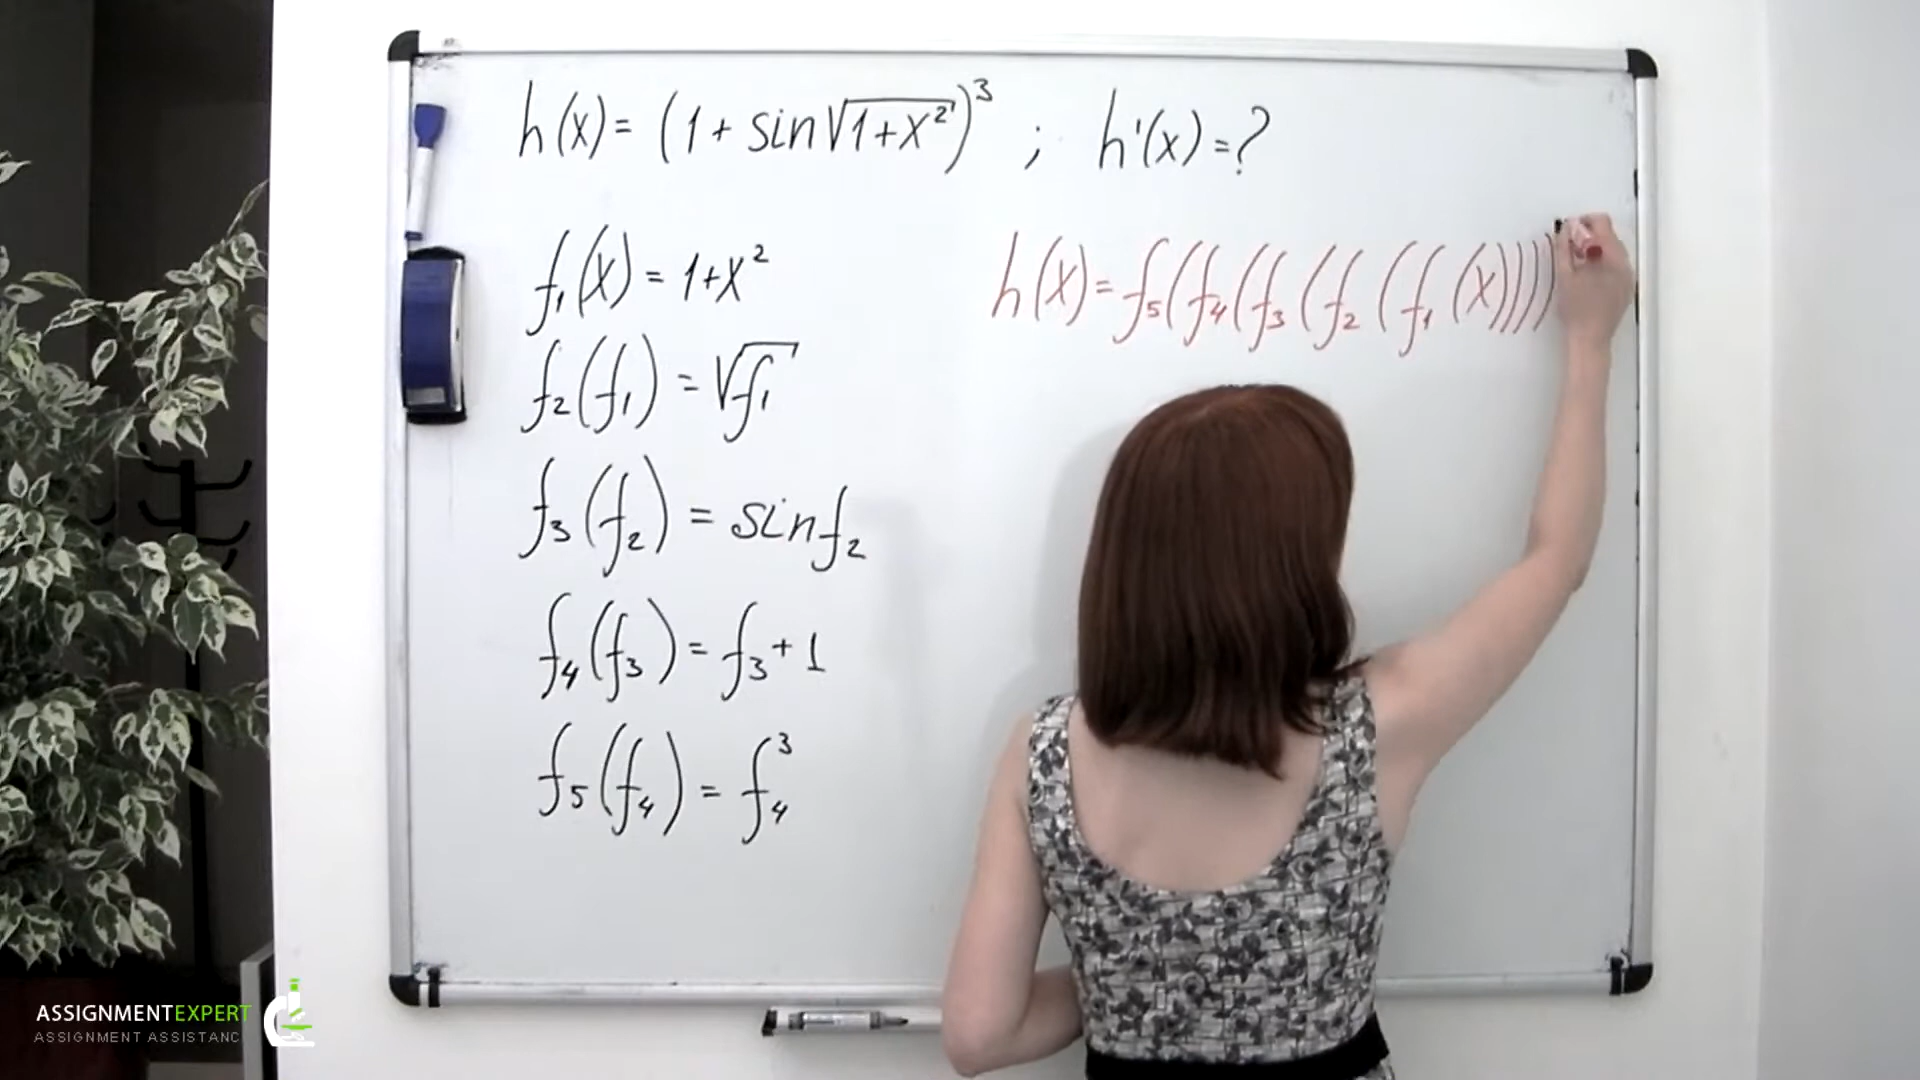 h(x) = (1 + sin√(1+x²))³ ; h'(x) = ?
f₁(x) = 1+x²
h(x) = f₅(f₄(f₃(f₂(f₁(x))))
f₂(f₁) = √f₁
f₃(f₂) = sin f₂
f₄(f₃) = f₃ + 1
f₅(f₄) = f₄³
ASSIGNMENTEXPERT
ASSIGNMENT ASSISTANC